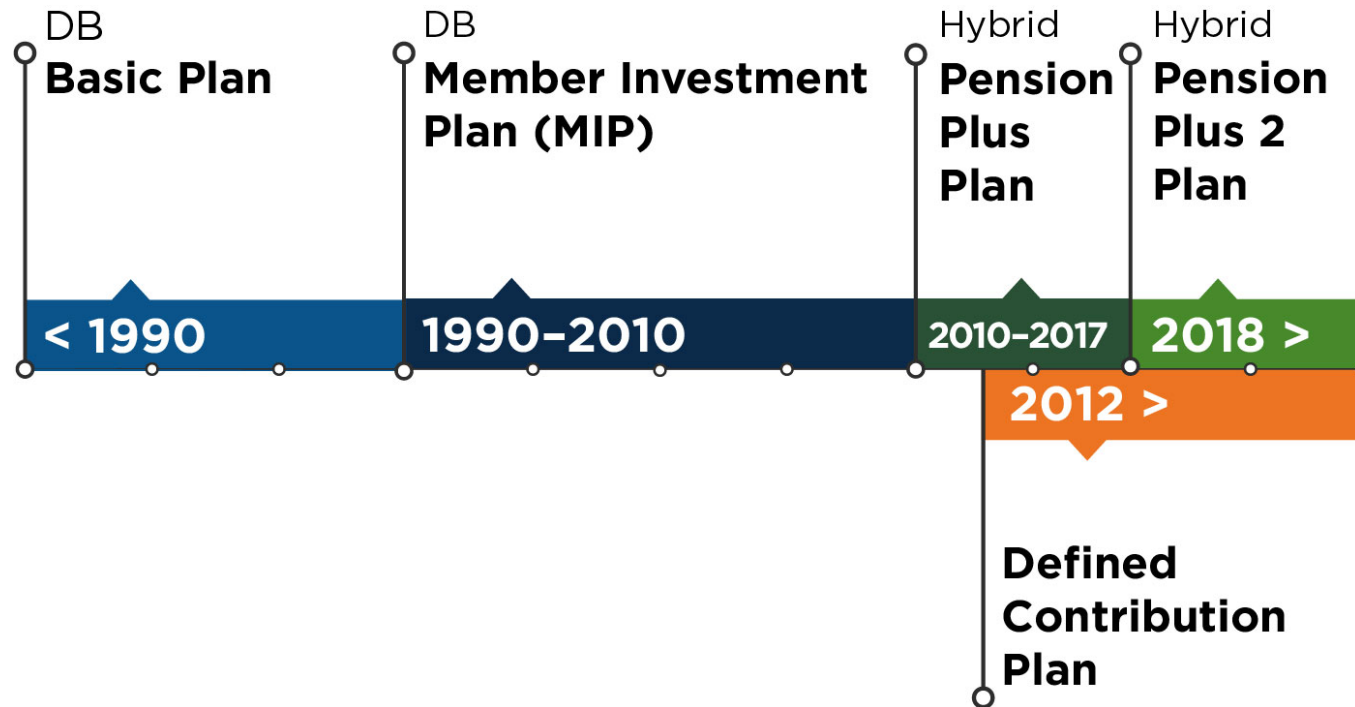 DB
Basic Plan
DB
Member Investment
Plan (MIP)
Hybrid
Pension
Plus
Plan
Hybrid
Pension
Plus 2
Plan
< 1990
1990–2010
2010–2017
2018 >
2012 >
Defined
Contribution
Plan